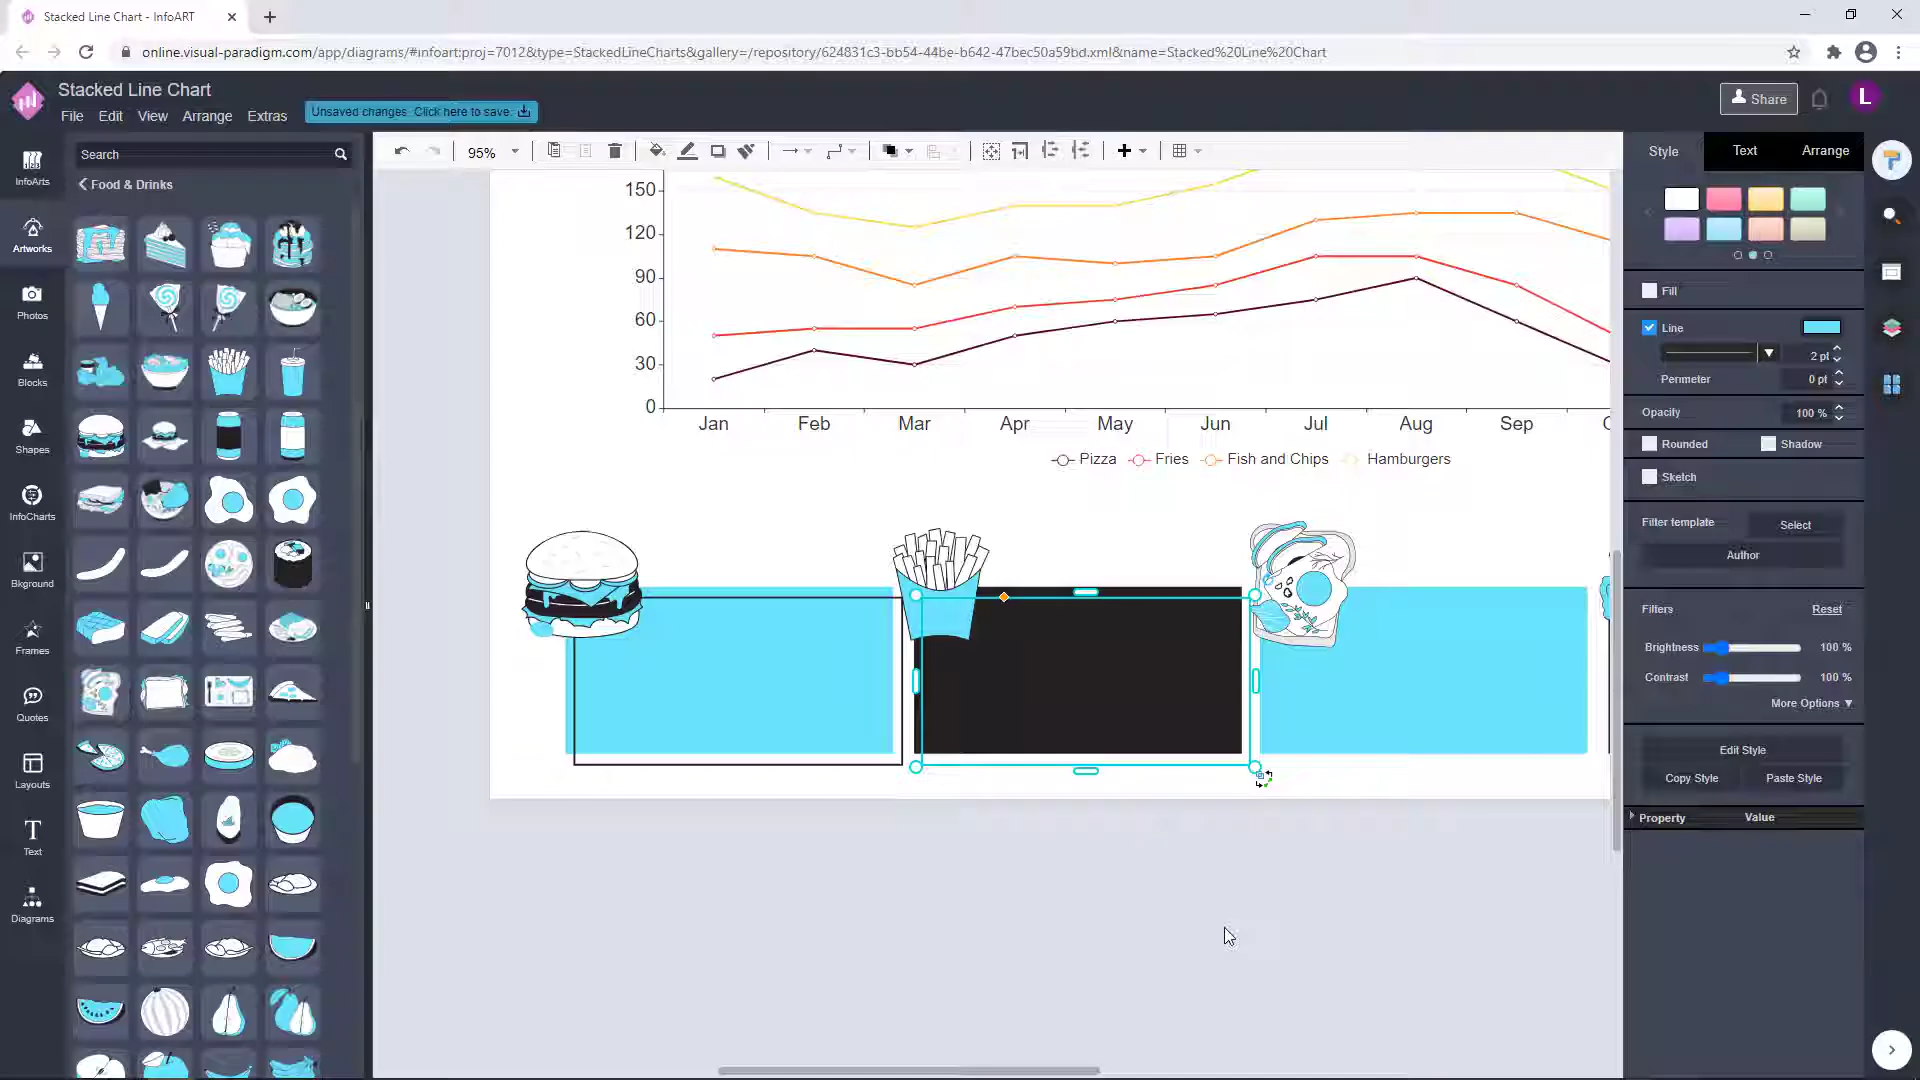 Stacked Line Chart - InfoART
online.visual-paradigm.com/app/diagrams/#infoart:proj=7012&type=StackedLineCharts&gallery=/repository/624831c3-bb54-44be-b642-47bec50a59bd.xml&name=Stacked%20Line%20Chart
Stacked Line Chart
File Edit View Arrange Extras
Unsaved changes. Click here to save.
Share
L
InfoArts
Artworks
Photos
Blocks
Shapes
InfoCharts
Bkground
Frames
Quotes
Layouts
Text
Diagrams
Search
Food & Drinks
95%
150
120
90
60
30
0
Jan Feb Mar Apr May Jun Jul Aug Sep
Pizza Fries Fish and Chips Hamburgers
Style Text Arrange
Fill
Line
2 pt
Perimeter 0 pt
Opacity 100 %
Rounded Shadow
Sketch
Filter template Select
Author
Filters Reset
Brightness 100 %
Contrast 100 %
More Options
Edit Style
Copy Style Paste Style
Property Value